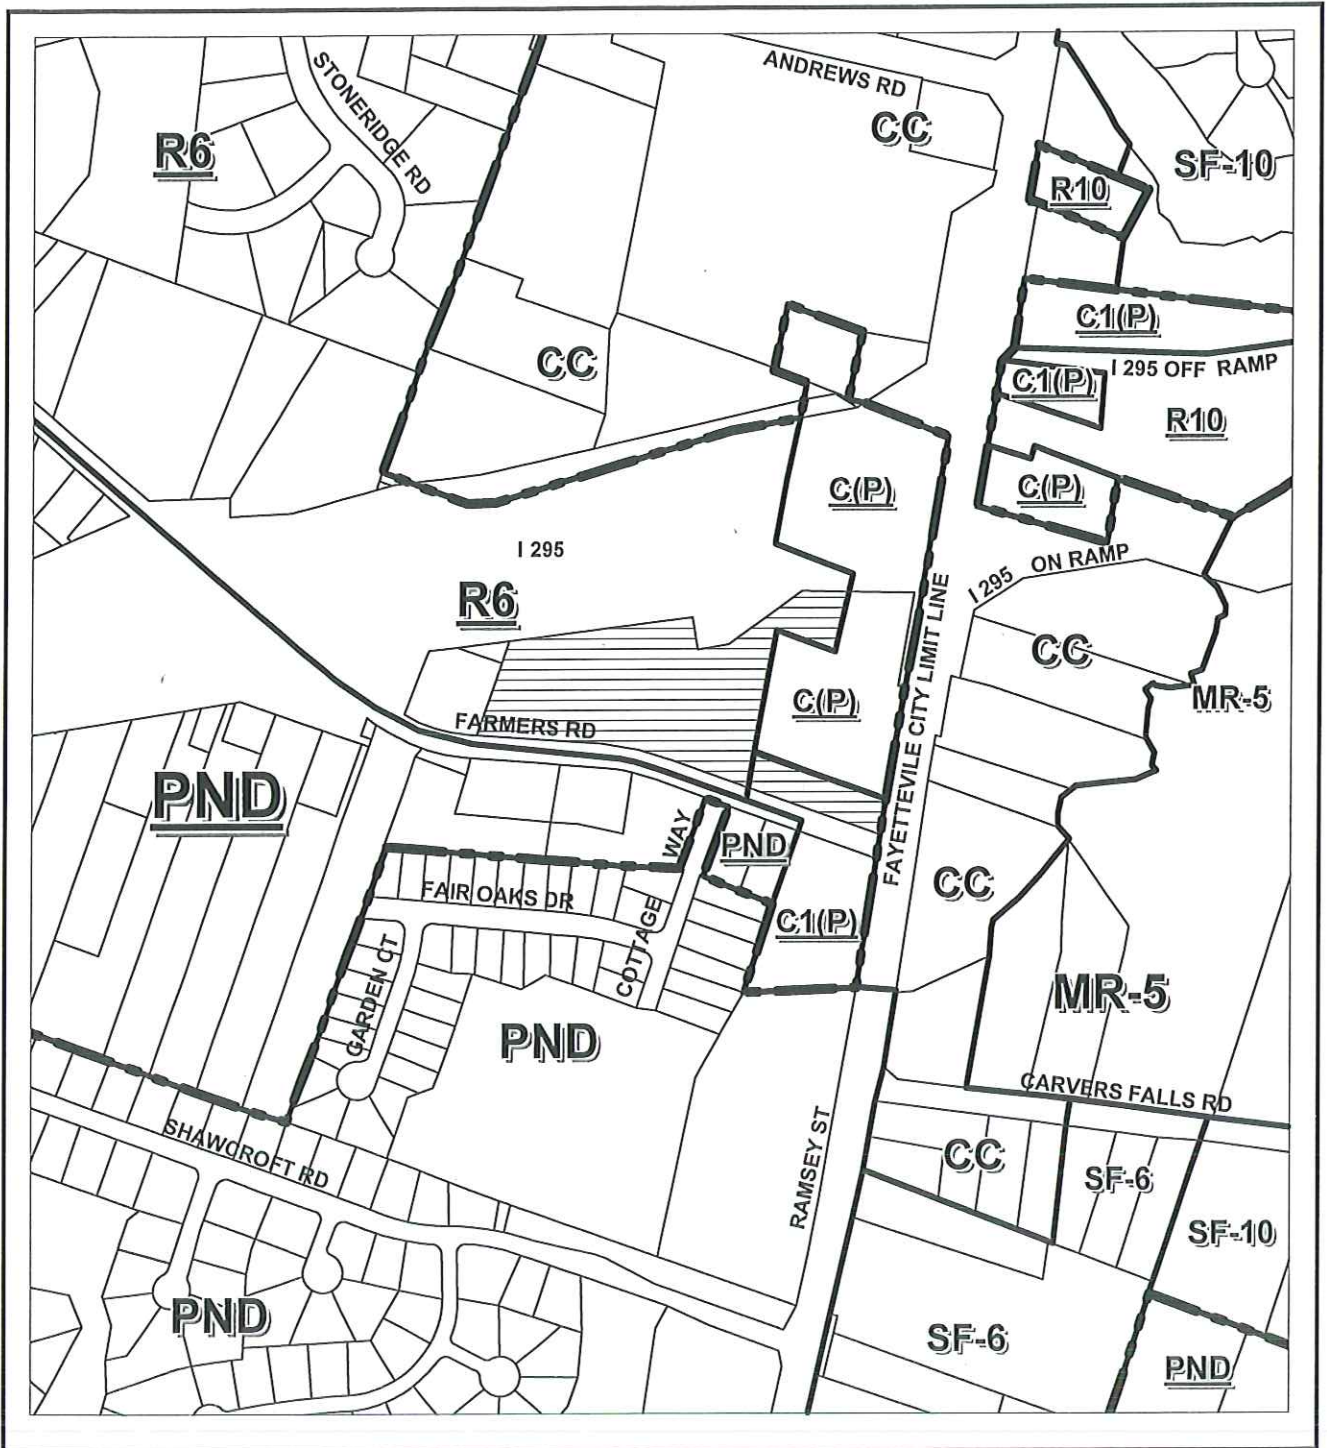 ANDREWS RD
STONERIDGE RD
CC
R6
SF-10
R10
C1(P)
CC
I 295 OFF RAMP
C1(P)
R10
C(P)
C(P)
I 295
I 295 ON RAMP
R6
CC
MR-5
C(P)
FARMERS RD
FAYETTEVILE CITY LIMIT LINE
PND
WAY
PND
CC
FAIR OAKS DR
C1(P)
COTTAGE
GARDEN CT
MR-5
PND
CARVERS FALLS RD
SHAWCROFT RD
RAMSEY ST
CC
SF-6
SF-10
PND
SF-6
PND